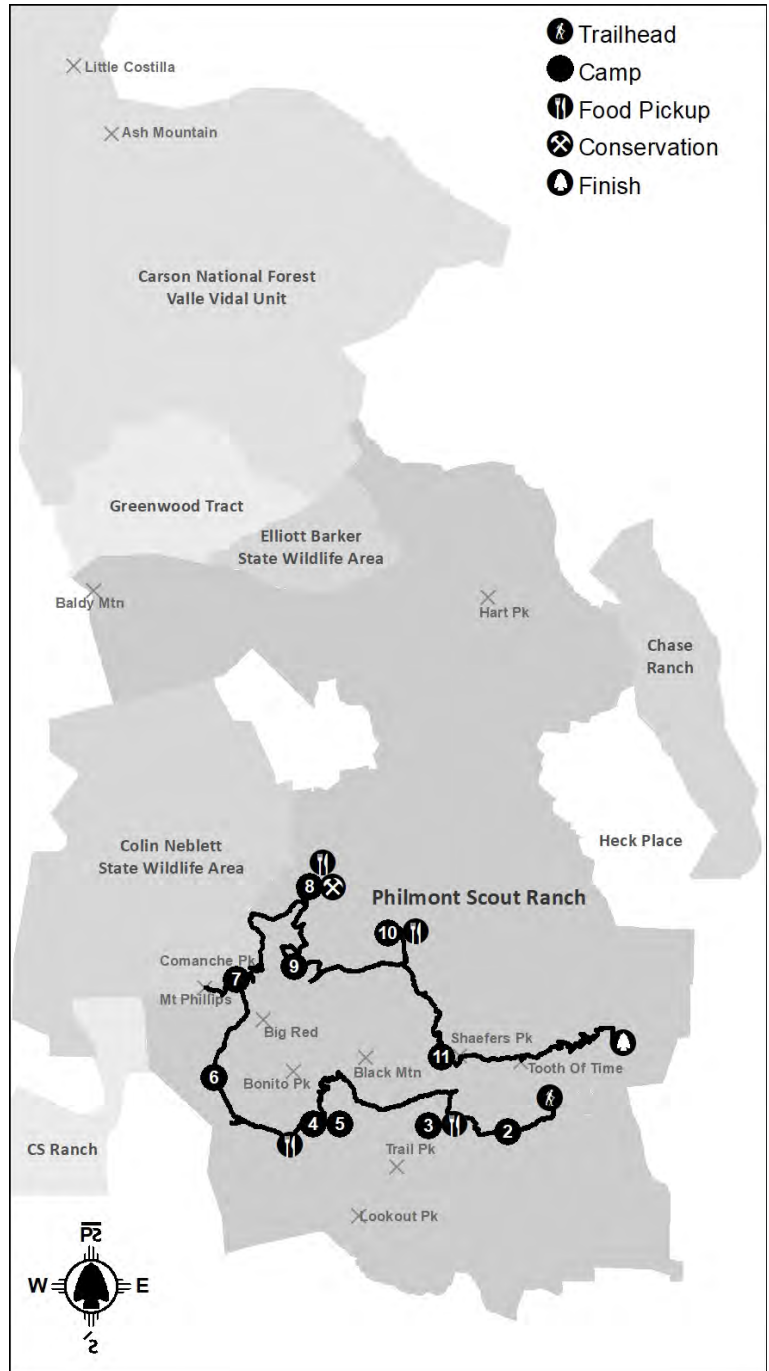 Trailhead
Camp
Food Pickup
Conservation
Finish
Little Costilla
Ash Mountain
Carson National Forest
Valle Vidal Unit
Greenwood Tract
Elliott Barker
State Wildlife Area
Baldy Mtn
Hart Pk
Chase
Ranch
Colin Neblett
State Wildlife Area
Heck Place
8
Philmont Scout Ranch
10
Comanche Pk
9
7
Mt Phillips
Big Red
Shaefers Pk
11
Black Mtn
Tooth Of Time
Bonito Pk
6
4
5
3
2
CS Ranch
Trail Pk
Lookout Pk
W
E